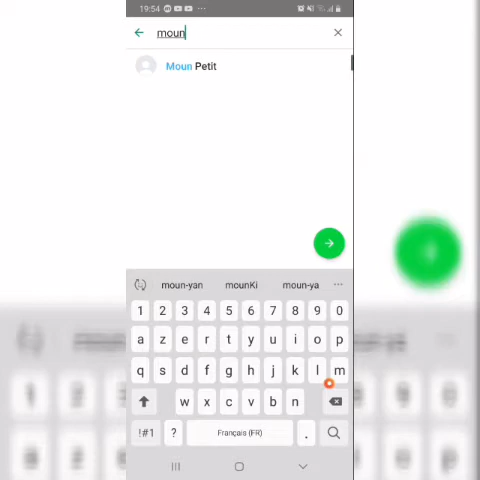 19:54
moun
Moun Petit
moun-yan mounKi moun-ya
1 2 3 4 5 6 7 8 9 0
a z e r t y u i o p
q s d f g h j k l m
w x c v b n
!#1 ? Français (FR) .